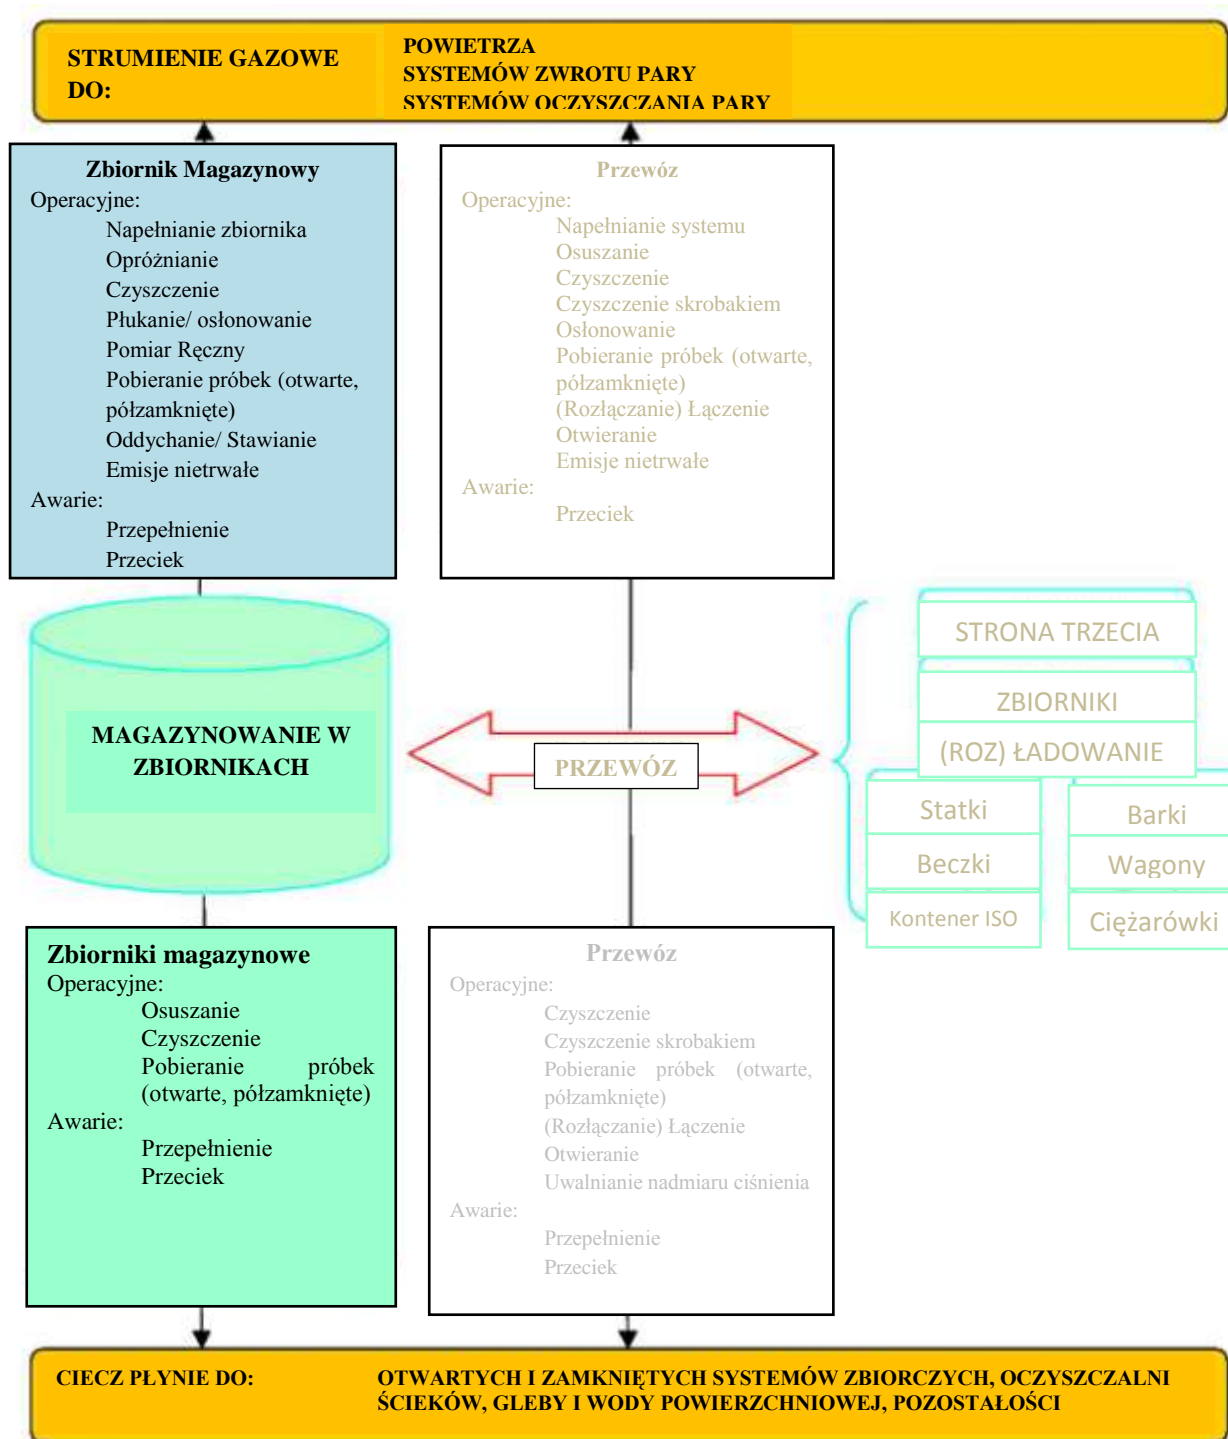 STRUMIENIE GAZOWE
DO:
POWIETRZA
SYSTEMÓW ZWROTU PARY
SYSTEMÓW OCZYSZCZANIA PARY
Zbiornik Magazynowy
Operacyjne:
Napełnianie zbiornika
Opróżnianie
Czyszczenie
Płukanie/ osłonowanie
Pomiar Ręczny
Pobieranie próbek (otwarte,
półzamknięte)
Oddychanie/ Stawianie
Emisje nietrwałe
Awarie:
Przepełnienie
Przeciek
Przewóz
Operacyjne:
Napełnianie systemu
Osuszanie
Czyszczenie
Czyszczenie skrobakiem
Osłonowanie
Pobieranie próbek (otwarte,
półzamknięte)
(Rozłączanie) Łączenie
Otwieranie
Emisje nietrwałe
Awarie:
Przeciek
MAGAZYNOWANIE W
ZBIORNIKACH
PRZEWÓZ
STRONA TRZECIA
ZBIORNIKI
(ROZ) ŁADOWANIE
Statki
Barki
Beczki
Wagony
Kontener ISO
Ciężarówki
Zbiorniki magazynowe
Operacyjne:
Osuszanie
Czyszczenie
Pobieranie próbek
(otwarte, półzamknięte)
Awarie:
Przepełnienie
Przeciek
Przewóz
Operacyjne:
Czyszczenie
Czyszczenie skrobakiem
Pobieranie próbek (otwarte,
półzamknięte)
(Rozłączanie) Łączenie
Otwieranie
Uwalnianie nadmiaru ciśnienia
Awarie:
Przepełnienie
Przeciek
CIECZ PŁYNIE DO:
OTWARTYCH I ZAMKNIĘTYCH SYSTEMÓW ZBIORCZYCH, OCZYSZCZALNI
ŚCIEKÓW, GLEBY I WODY POWIERZCHNIOWEJ, POZOSTAŁOŚCI